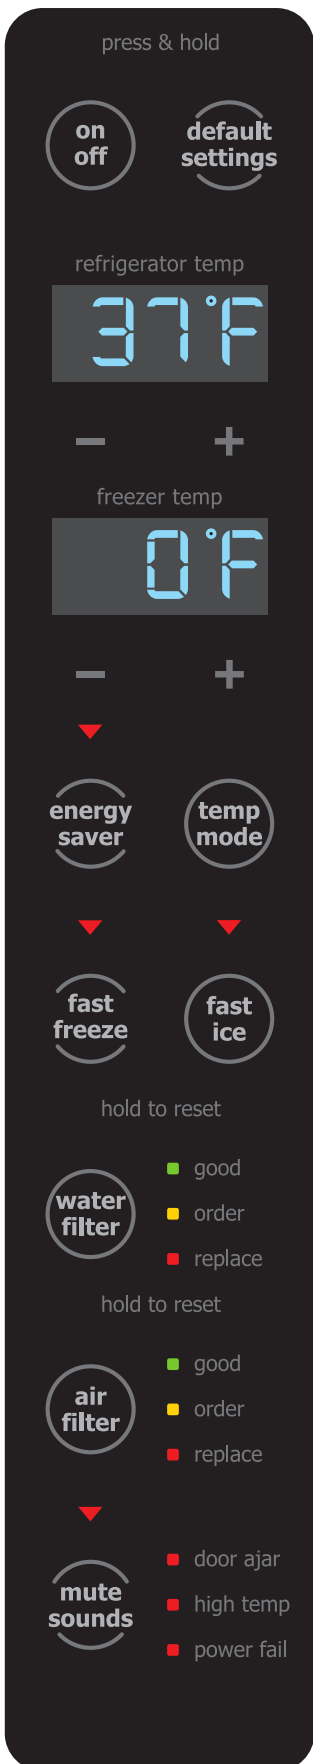 press & hold
on
off
default
settings
refrigerator temp
37°F
− +
freezer temp
0°F
− +
energy
saver
temp
mode
fast
freeze
fast
ice
hold to reset
water
filter
good
order
replace
hold to reset
air
filter
good
order
replace
mute
sounds
door ajar
high temp
power fail